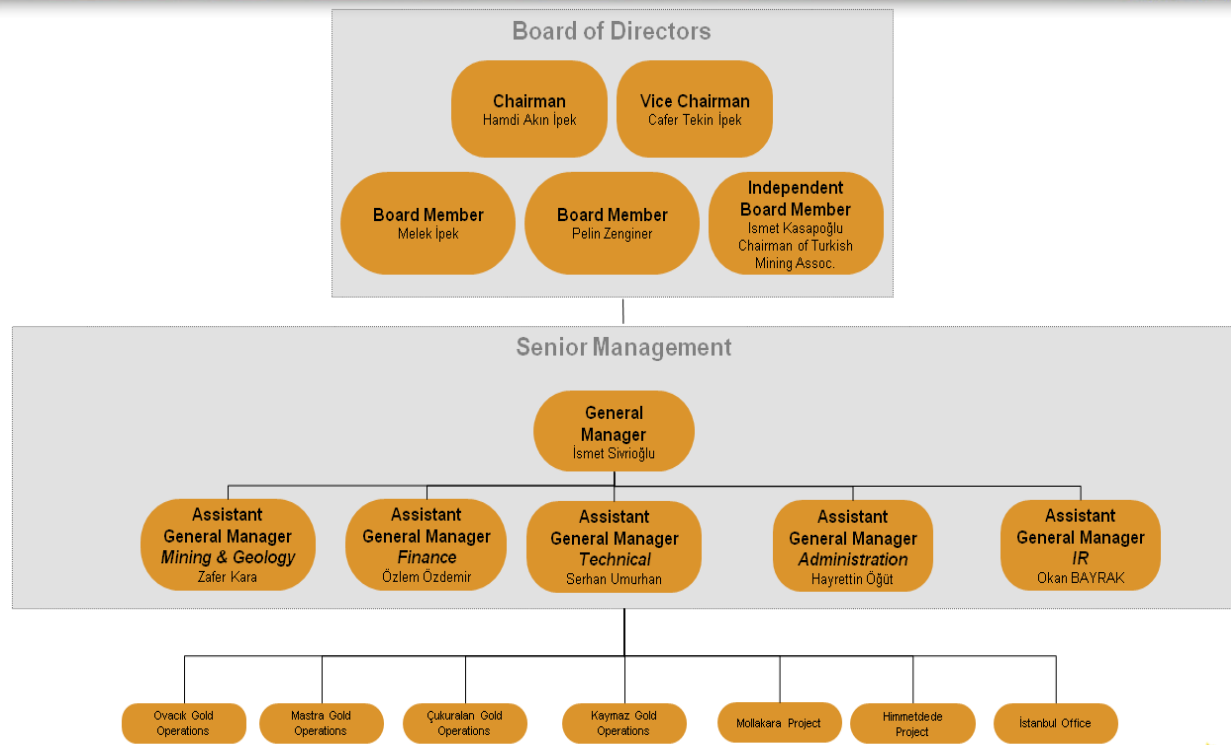 Board of Directors
Chairman
Hamdi Akın İpek
Vice Chairman
Cafer Tekin İpek
Board Member
Melek İpek
Board Member
Pelin Zenginer
Independent
Board Member
Ismet Kasapoğlu
Chairman of Turkish
Mining Assoc.
Senior Management
General
Manager
İsmet Sivrioğlu
Assistant
General Manager
Mining & Geology
Zafer Kara
Assistant
General Manager
Finance
Özlem Özdemir
Assistant
General Manager
Technical
Serhan Umurhan
Assistant
General Manager
Administration
Hayrettin Öğüt
Assistant
General Manager
IR
Okan BAYRAK
Ovacık Gold
Operations
Mastra Gold
Operations
Çukuralan Gold
Operations
Kaymaz Gold
Operations
Mollakara Project
Himmetdede
Project
İstanbul Office